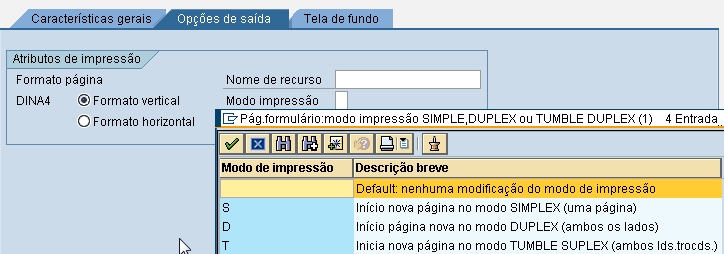 Características gerais Opções de saída Tela de fundo
Atributos de impressão
Formato página Nome de recurso
DINA4 Formato vertical Modo impressão
Formato horizontal
Pág.formulário:modo impressão SIMPLE,DUPLEX ou TUMBLE DUPLEX (1) 4 Entrada
Modo de impressão Descrição breve
Default: nenhuma modificação do modo de impressão
S Início nova página no modo SIMPLEX (uma página)
D Início página nova no modo DUPLEX (ambos os lados)
T Inicia nova página no modo TUMBLE SUPLEX (ambos lds.trocds.)